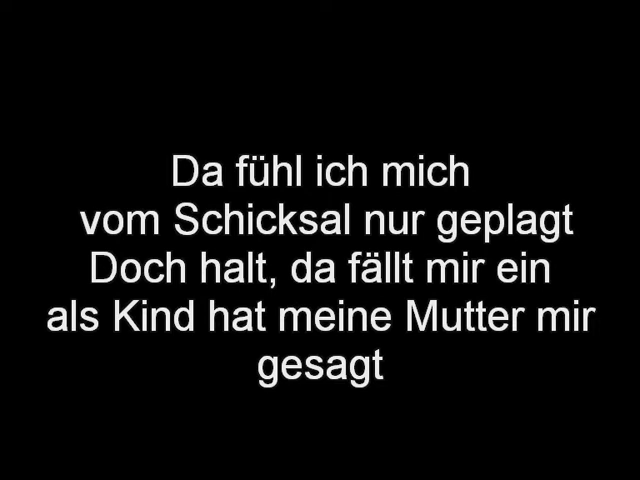 Da fühl ich mich
vom Schicksal nur geplagt
Doch halt, da fällt mir ein
als Kind hat meine Mutter mir
gesagt